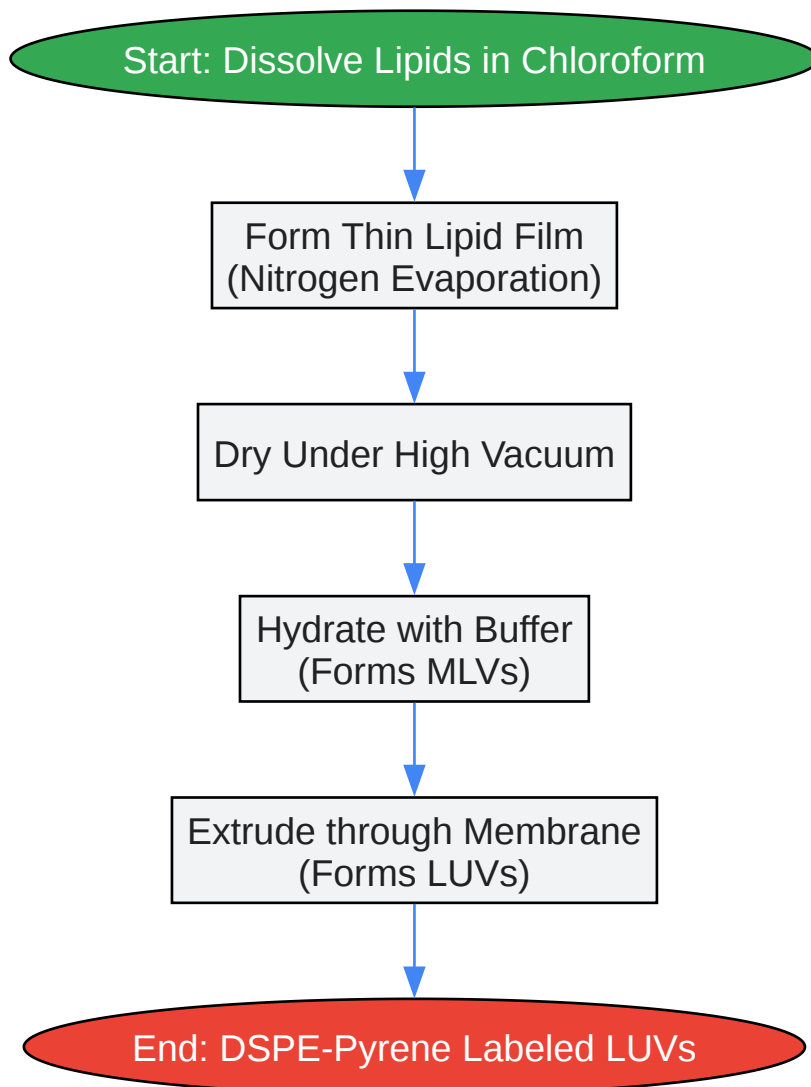 Start: Dissolve Lipids in Chloroform
Form Thin Lipid Film
(Nitrogen Evaporation)
Dry Under High Vacuum
Hydrate with Buffer
(Forms MLVs)
Extrude through Membrane
(Forms LUVs)
End: DSPE-Pyrene Labeled LUVs